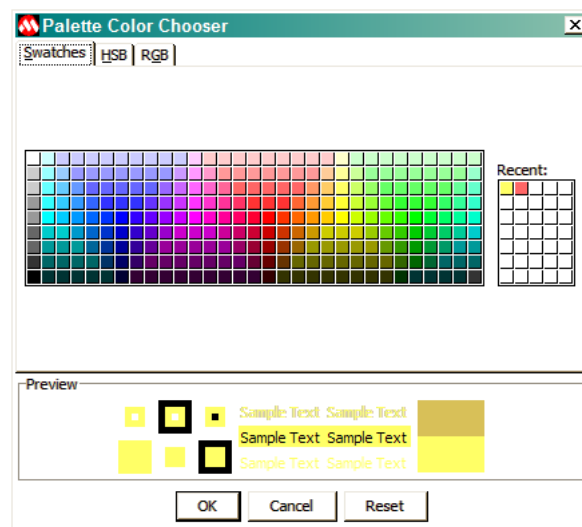 Palette Color Chooser
Swatches HSB RGB
Recent:
Preview
Sample Text Sample Text
Sample Text Sample Text
Sample Text Sample Text
OK Cancel Reset